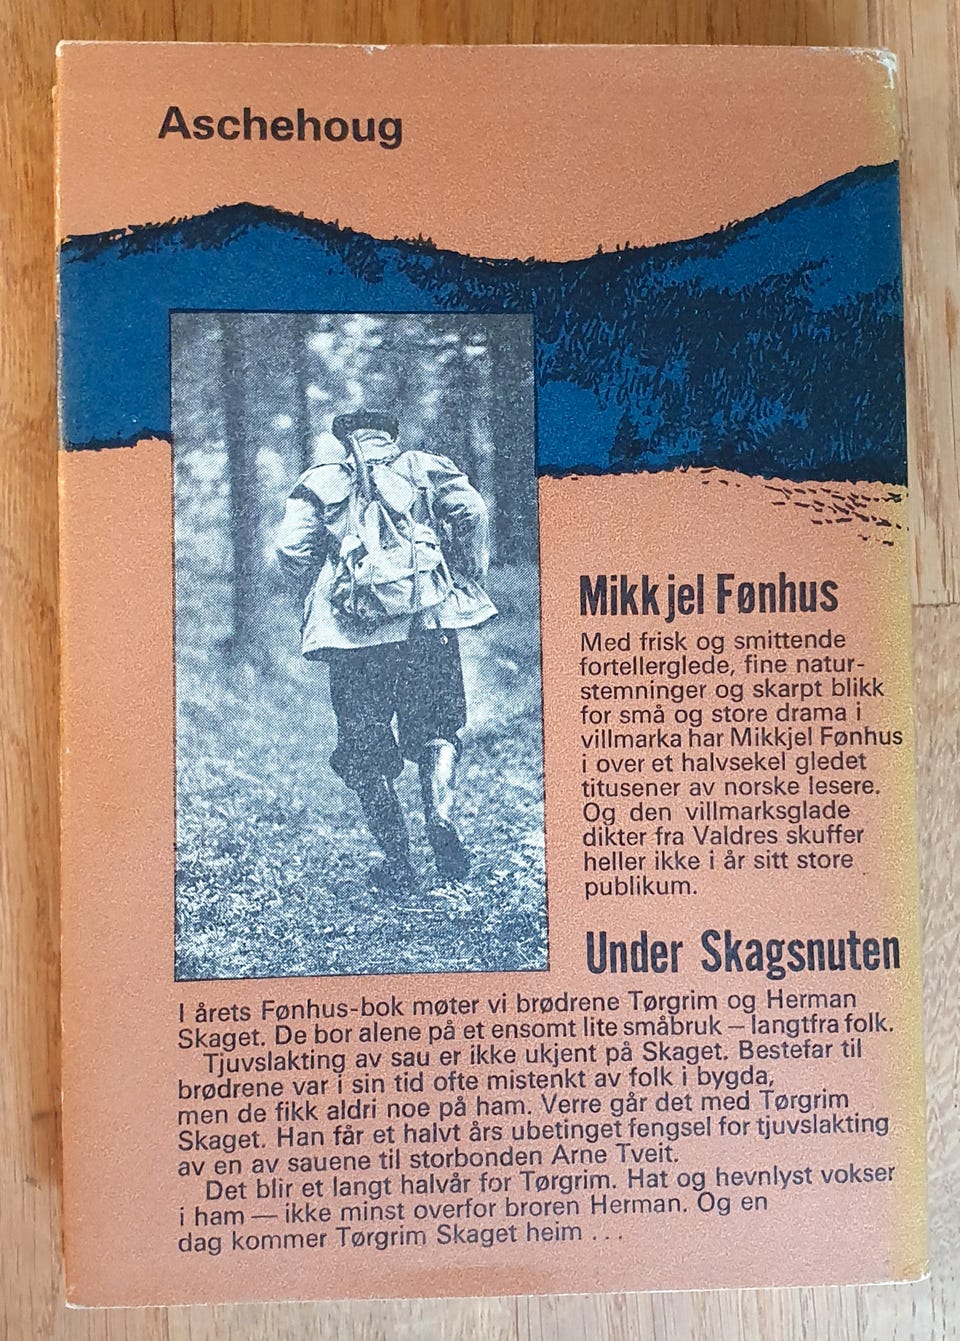 Aschehoug
Mikkjel Fønhus
Med frisk og smittende
fortellerglede, fine natur-
stemninger og skarpt blikk
for små og store drama i
villmarka har Mikkjel Fønhus
i over et halvsekel gledet
titusener av norske lesere.
Og den villmarksglade
dikter fra Valdres skuffer
heller ikke i år sitt store
publikum.
Under Skagsnuten
I årets Fønhus-bok møter vi brødrene Tørgrim og Herman
Skaget. De bor alene på et ensomt lite småbruk — langtfra folk.
Tjuvslakting av sau er ikke ukjent på Skaget. Bestefar til
brødrene var i sin tid ofte mistenkt av folk i bygda,
men de fikk aldri noe på ham. Verre går det med Tørgrim
Skaget. Han får et halvt års ubetinget fengsel for tjuvslakting
av en av sauene til storbonden Arne Tveit.
Det blir et langt halvår for Tørgrim. Hat og hevnlyst vokser
i ham — ikke minst overfor broren Herman. Og en
dag kommer Tørgrim Skaget heim . . .